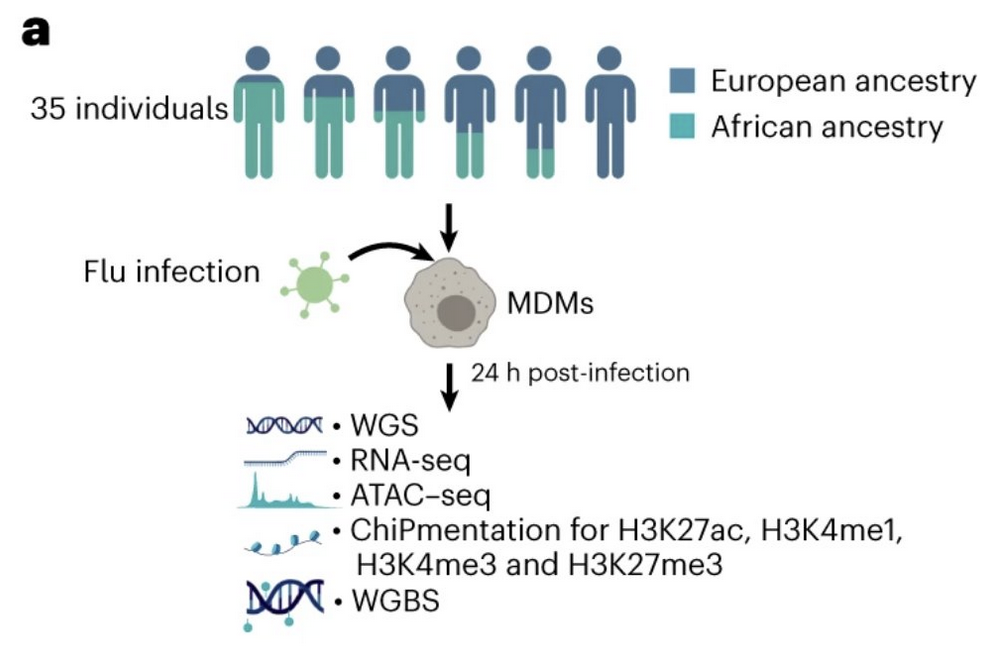 a
35 individuals
European ancestry
African ancestry
Flu infection
MDMs
24 h post-infection
• WGS
• RNA-seq
• ATAC–seq
• ChiPmentation for H3K27ac, H3K4me1,
H3K4me3 and H3K27me3
• WGBS